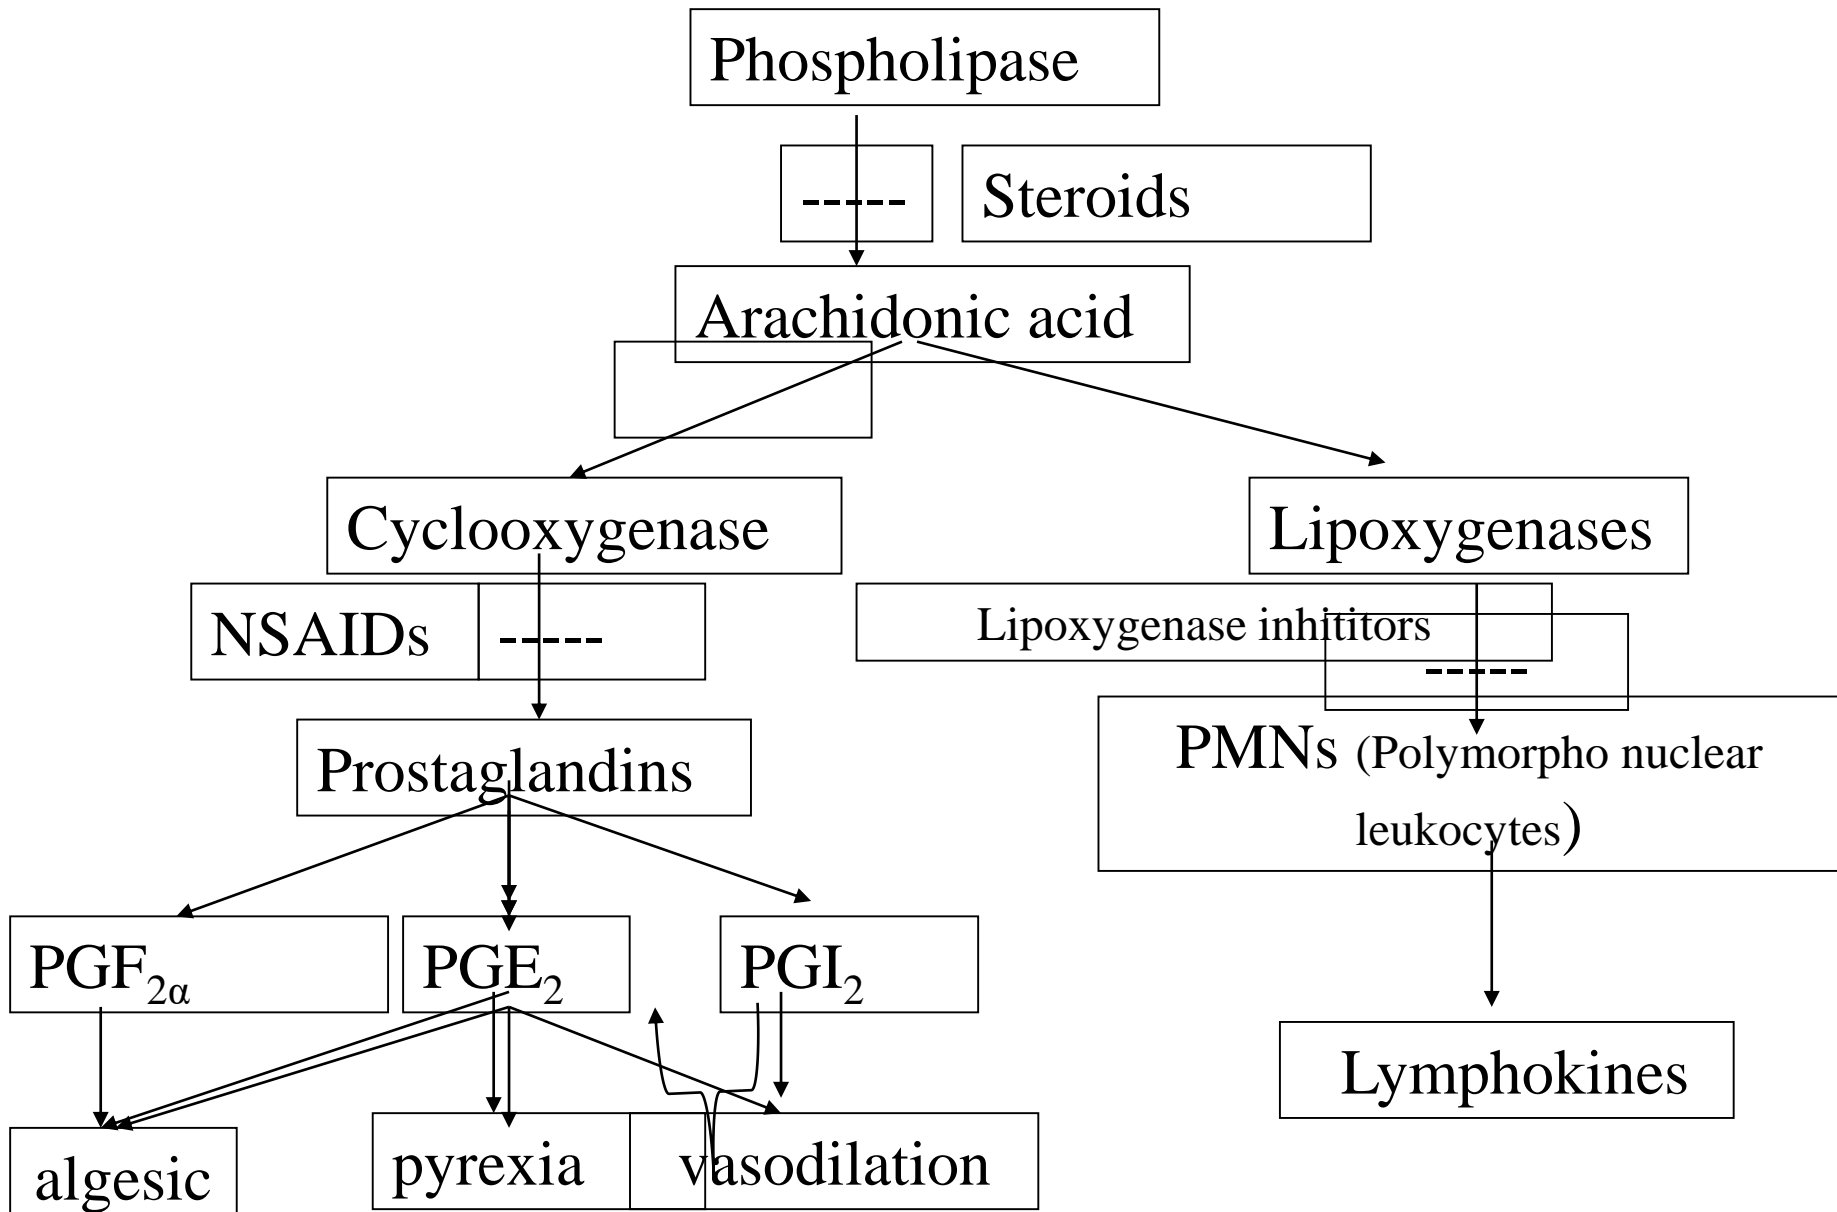 Phospholipase
-----
Steroids
Arachidonic acid
Cyclooxygenase
Lipoxygenases
NSAIDs
-----
Lipoxygenase inhititors
-----
Prostaglandins
PMNs (Polymorpho nuclear
leukocytes)
PGF2α
PGE2
PGI2
Lymphokines
algesic
pyrexia
vasodilation